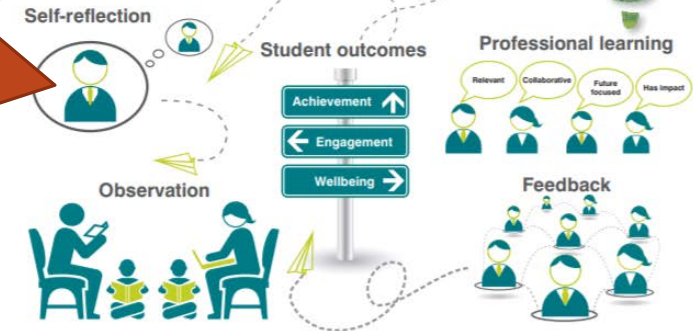 Self-reflection
Student outcomes
Achievement
Engagement
Wellbeing
Professional learning
Relevant
Collaborative
Future
focused
Has impact
Observation
Feedback